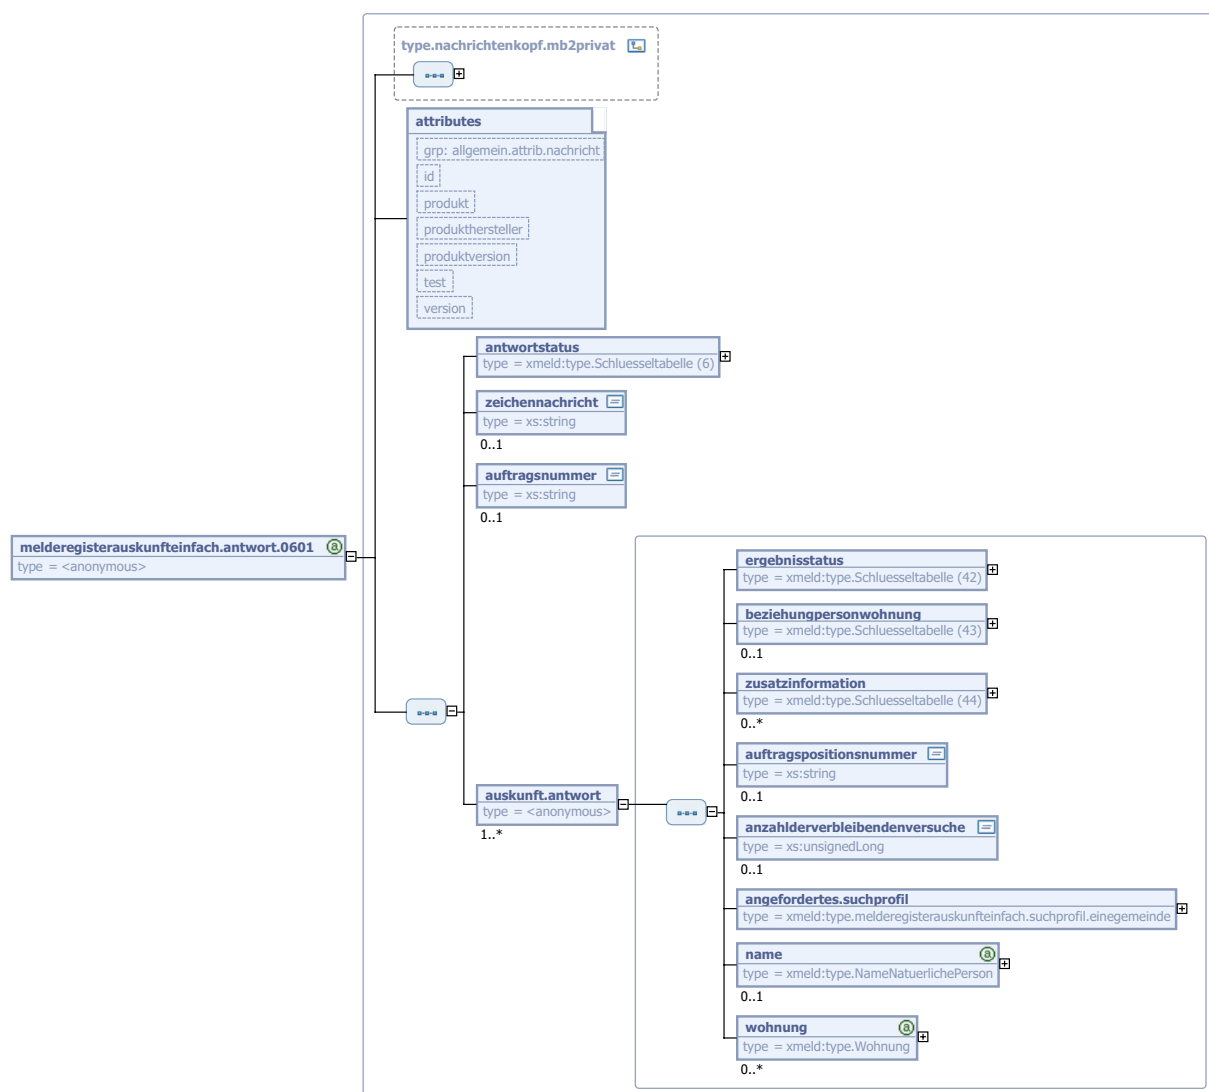 type.nachrichtenkopf.mb2privat
attributes
grp: allgemein.attrib.nachricht
id
produkt
produkthersteller
produktversion
test
version
antwortstatus
type = xmeld:type.Schluesseltabelle (6)
zeichennachricht
type = xs:string
0..1
auftragsnummer
type = xs:string
0..1
melderegisterauskunfteinfach.antwort.0601
type = <anonymous>
auskunft.antwort
type = <anonymous>
1..*
ergebnisstatus
type = xmeld:type.Schluesseltabelle (42)
beziehungpersonwohnung
type = xmeld:type.Schluesseltabelle (43)
0..1
zusatzinformation
type = xmeld:type.Schluesseltabelle (44)
0..*
auftragspositionsnummer
type = xs:string
0..1
anzahlderverbleibendenversuche
type = xs:unsignedLong
0..1
angefordertes.suchprofil
type = xmeld:type.melderegisterauskunfteinfach.suchprofil.einegemeinde
name
type = xmeld:type.NameNatuerlichePerson
0..1
wohnung
type = xmeld:type.Wohnung
0..*